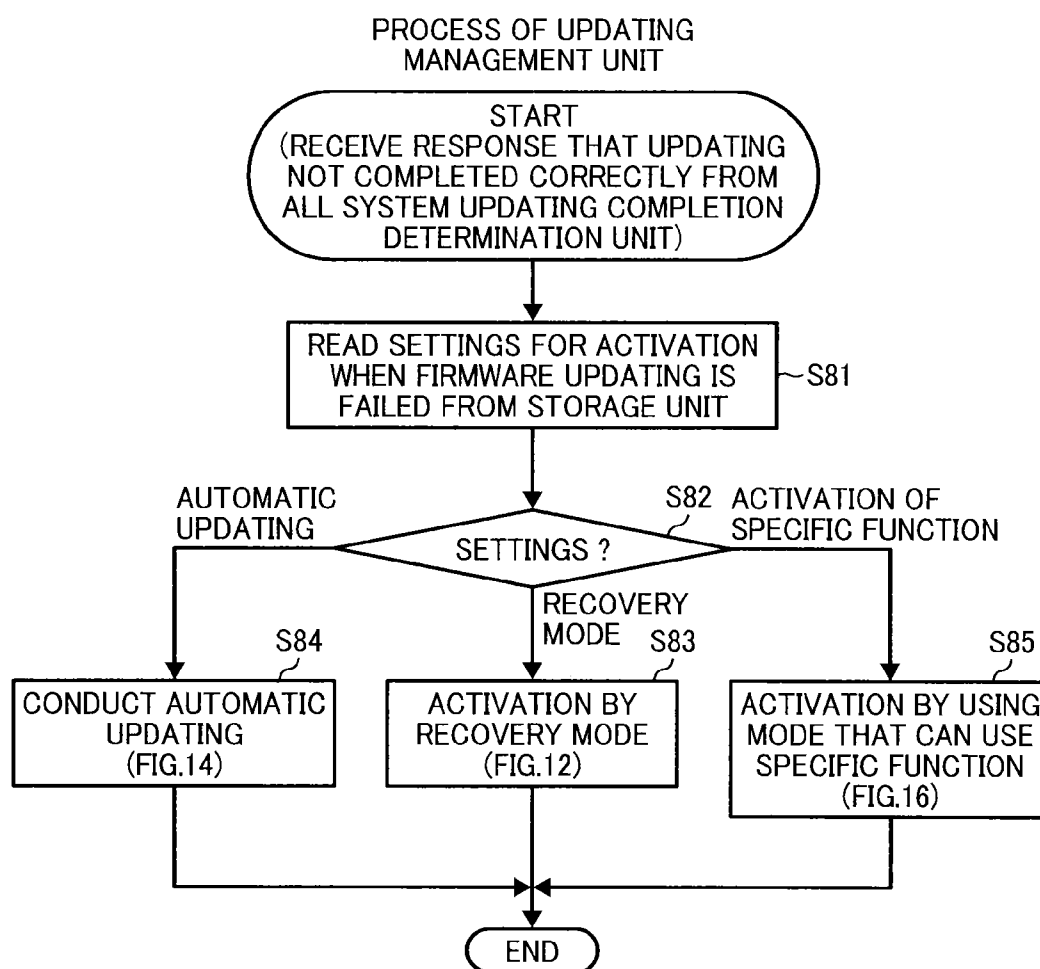 PROCESS OF UPDATING
MANAGEMENT UNIT
START
(RECEIVE RESPONSE THAT UPDATING
NOT COMPLETED CORRECTLY FROM
ALL SYSTEM UPDATING COMPLETION
DETERMINATION UNIT)
READ SETTINGS FOR ACTIVATION
WHEN FIRMWARE UPDATING IS
FAILED FROM STORAGE UNIT
S81
AUTOMATIC
UPDATING
S82
ACTIVATION OF
SPECIFIC FUNCTION
SETTINGS ?
RECOVERY
MODE
S84
CONDUCT AUTOMATIC
UPDATING
(FIG.14)
S83
ACTIVATION BY
RECOVERY MODE
(FIG.12)
S85
ACTIVATION BY USING
MODE THAT CAN USE
SPECIFIC FUNCTION
(FIG.16)
END